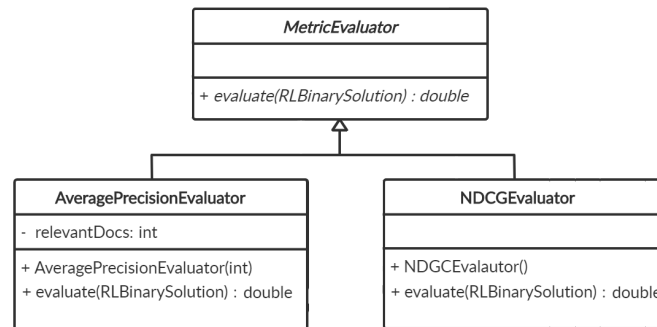 MetricEvaluator
+ evaluate(RLBinarySolution) : double
AveragePrecisionEvaluator
- relevantDocs: int
+ AveragePrecisionEvaluator(int)
+ evaluate(RLBinarySolution) : double
NDCGEvaluator
+ NDGCEvalautor()
+ evaluate(RLBinarySolution) : double